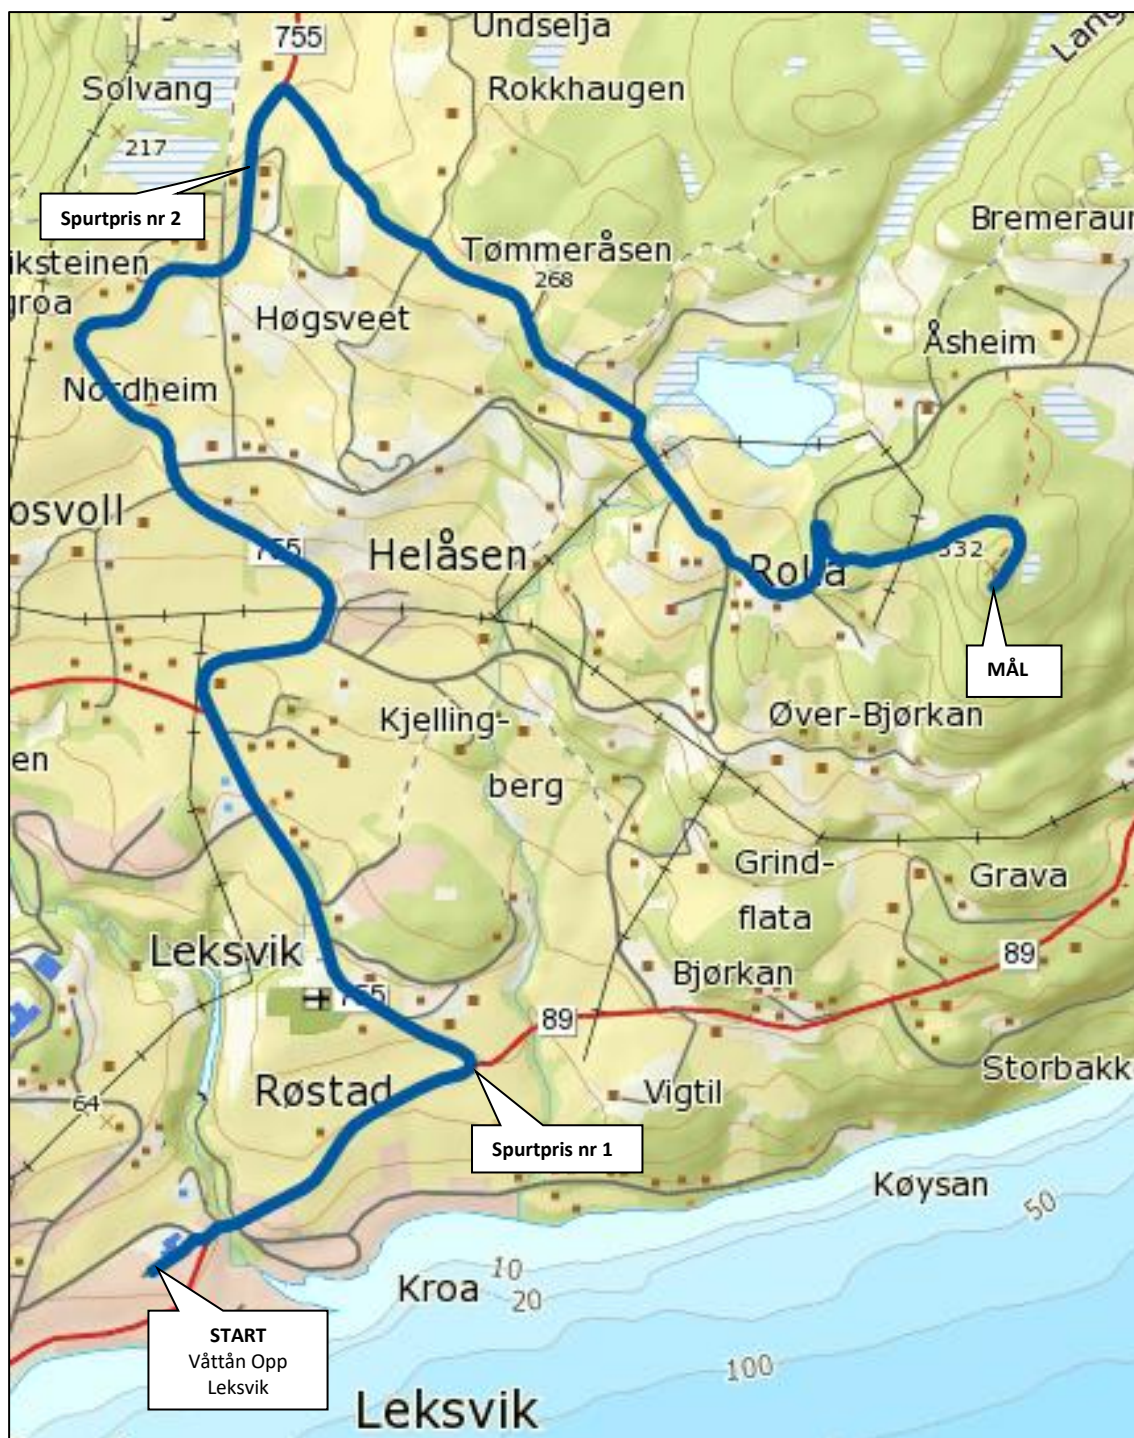 Undselja
755
Lang
Solvang
Rokkhaugen
217
Spurtpris nr 2
Bremeraun
Tømmeråsen
iksteinen
268
groa
Høgsveet
Åsheim
Nordheim
osvoll
755
Helåsen
332
Rolla
MÅL
Kjelling-
berg
Øver-Bjørkan
en
Grind-
flata
Grava
Leksvik
89
Bjørkan
755
89
Storbakk
Røstad
Vigtil
64
Spurtpris nr 1
Køysan
50
10
Kroa
20
START
Våttån Opp
Leksvik
100
Leksvik